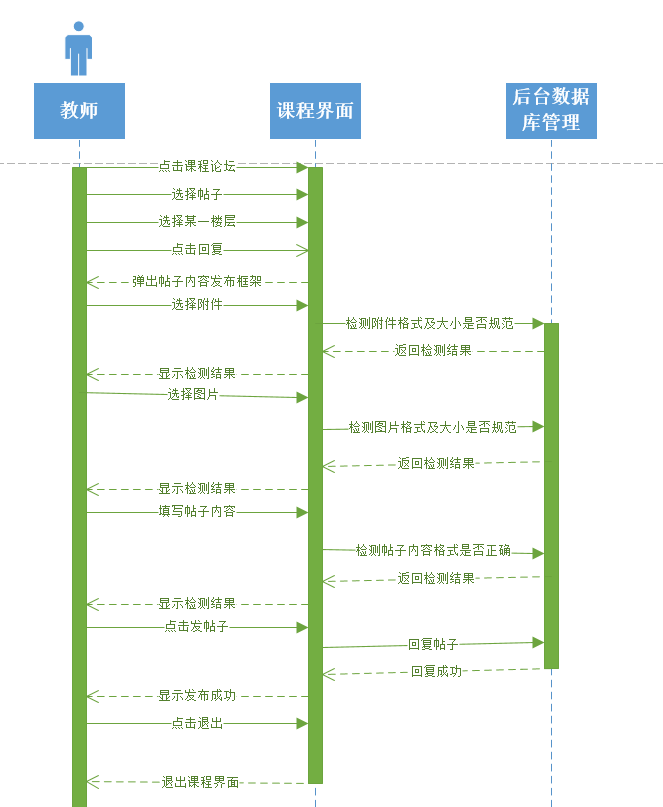 教师
课程界面
后台数据
库管理
点击课程论坛
选择帖子
选择某一楼层
点击回复
弹出帖子内容发布框架
选择附件
检测附件格式及大小是否规范
返回检测结果
显示检测结果
选择图片
检测图片格式及大小是否规范
返回检测结果
显示检测结果
填写帖子内容
检测帖子内容格式是否正确
返回检测结果
显示检测结果
点击发帖子
回复帖子
回复成功
显示发布成功
点击退出
退出课程界面